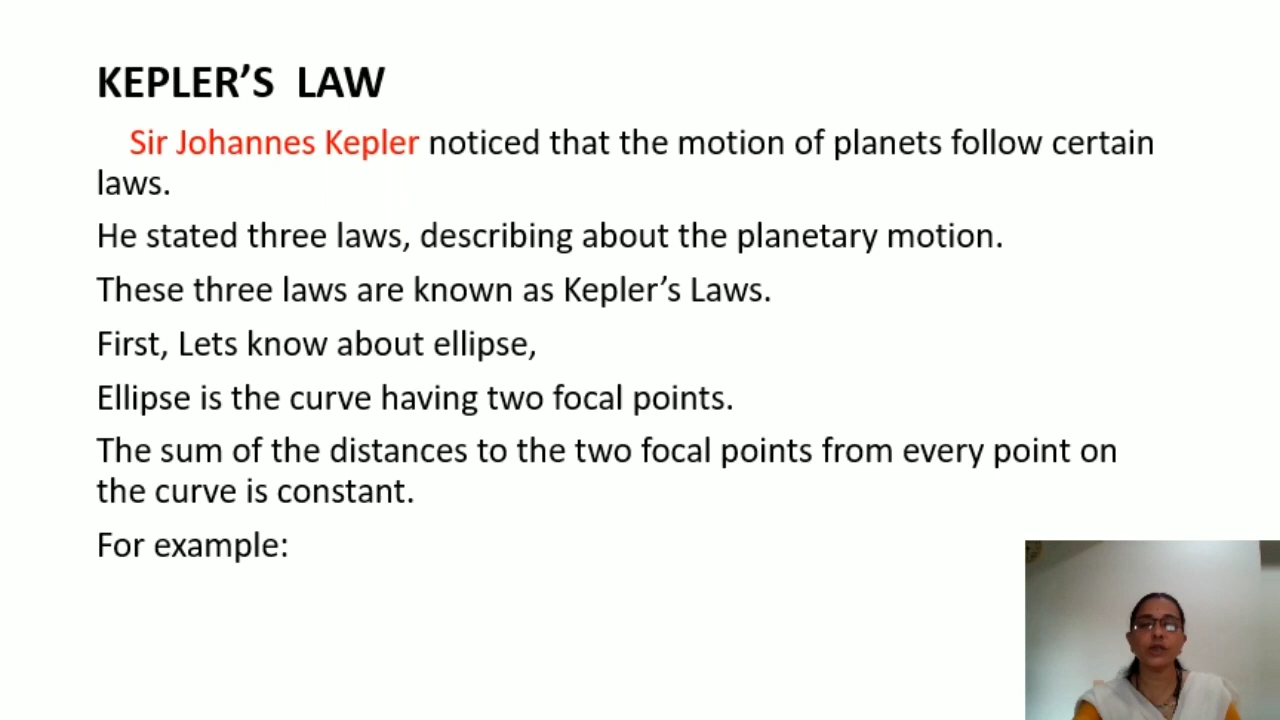 KEPLER’S LAW
Sir Johannes Kepler noticed that the motion of planets follow certain
laws.
He stated three laws, describing about the planetary motion.
These three laws are known as Kepler’s Laws.
First, Lets know about ellipse,
Ellipse is the curve having two focal points.
The sum of the distances to the two focal points from every point on
the curve is constant.
For example: